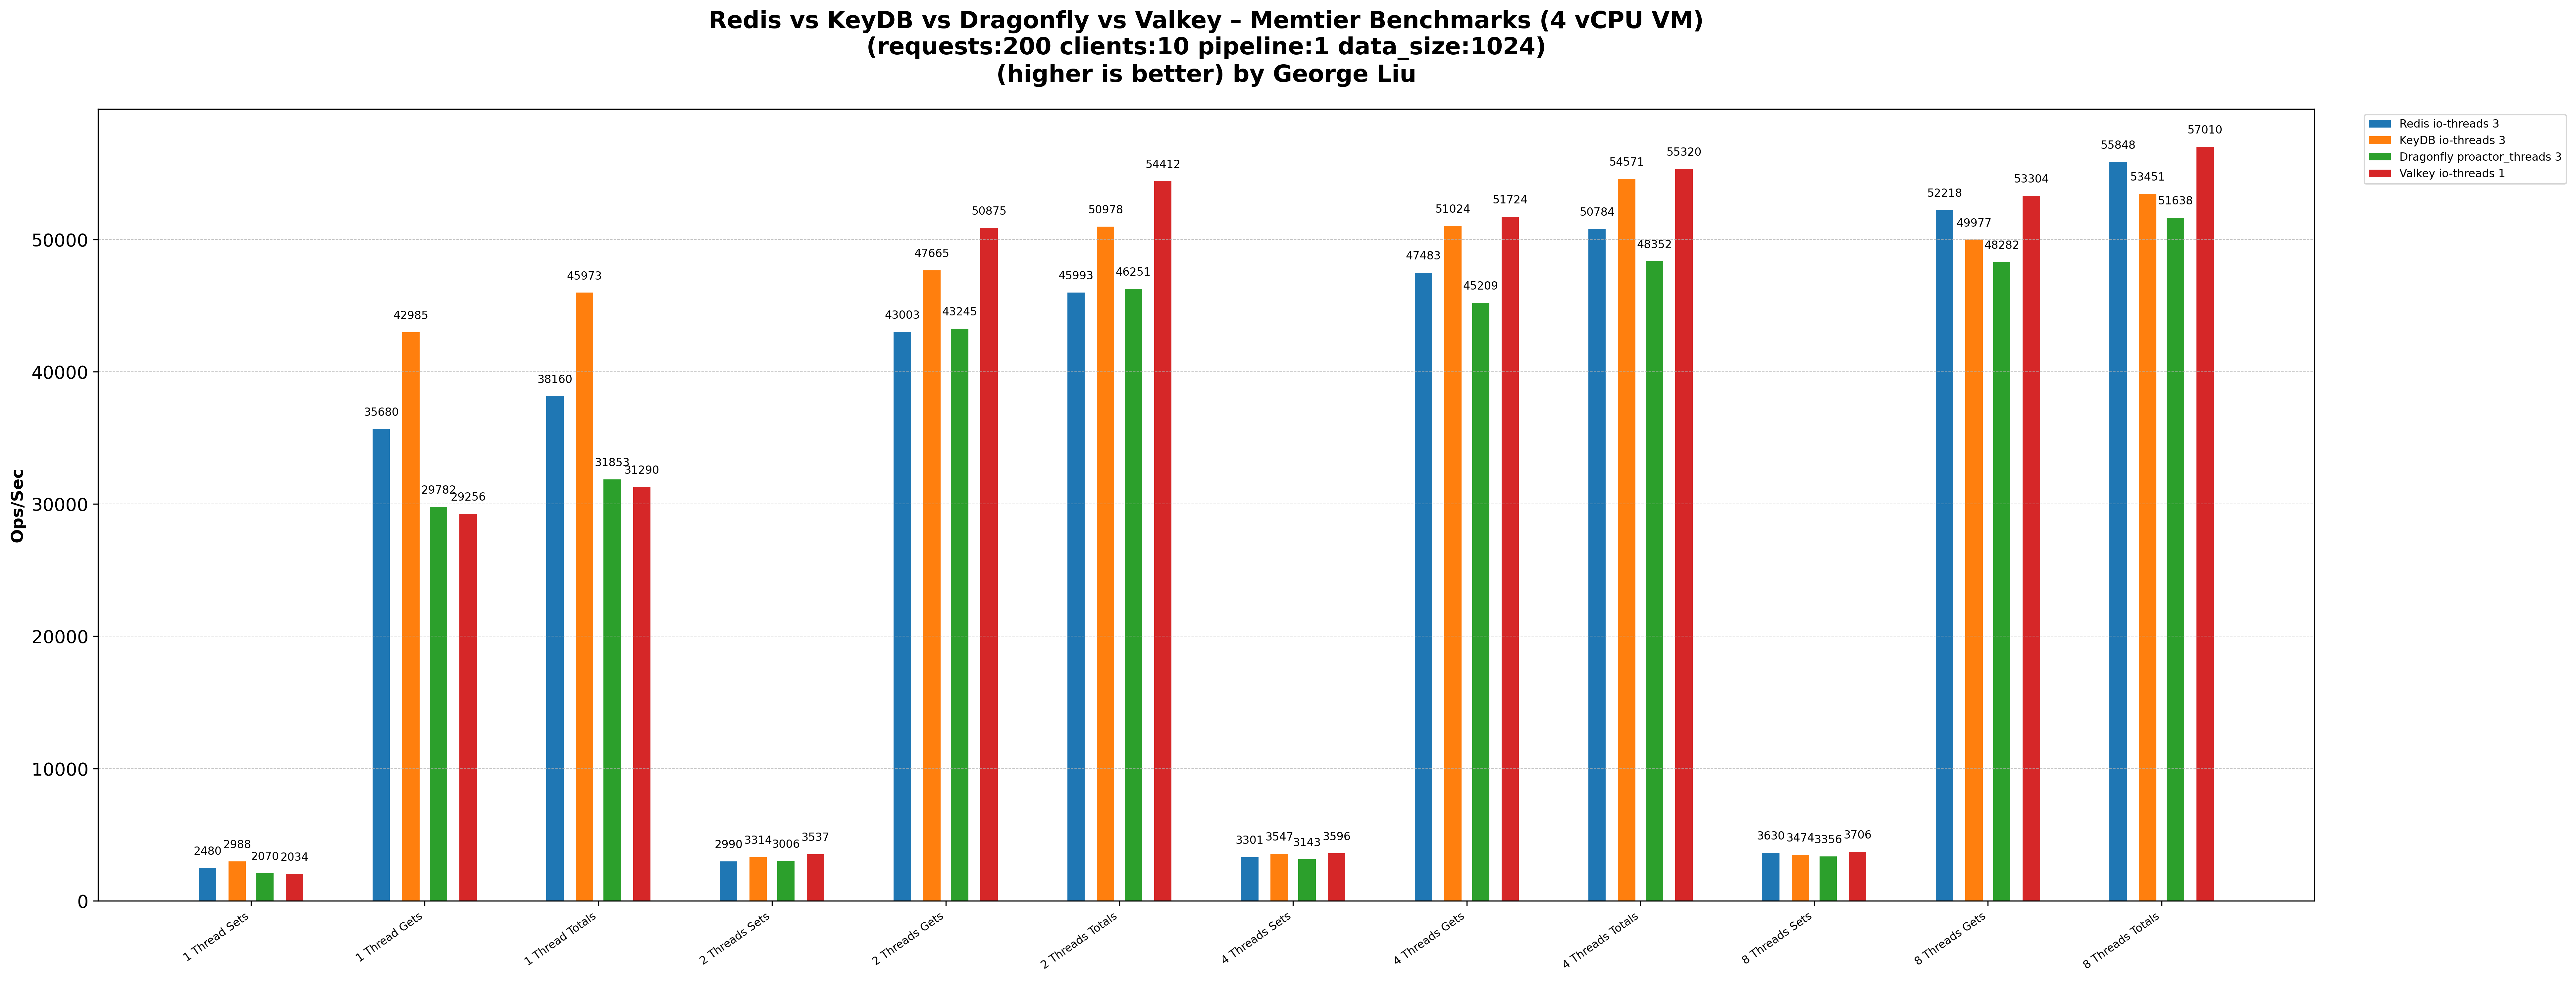 Redis vs KeyDB vs Dragonfly vs Valkey – Memtier Benchmarks (4 vCPU VM)
(requests:200 clients:10 pipeline:1 data_size:1024)
(higher is better) by George Liu
Redis io-threads 3
KeyDB io-threads 3
Dragonfly proactor_threads 3
Valkey io-threads 1
Ops/Sec
50000
40000
30000
20000
10000
0
2480 2988 2070 2034
35680 42985 29782 29256
38160 45973 31853 31290
2990 3314 3006 3537
43003 47665 43245 50875
45993 50978 46251 54412
3301 3547 3143 3596
47483 51024 45209 51724
50784 54571 48352 55320
3630 3474 3356 3706
52218 49977 48282 53304
55848 53451 51638 57010
1 Thread Sets
1 Thread Gets
1 Thread Totals
2 Threads Sets
2 Threads Gets
2 Threads Totals
4 Threads Sets
4 Threads Gets
4 Threads Totals
8 Threads Sets
8 Threads Gets
8 Threads Totals